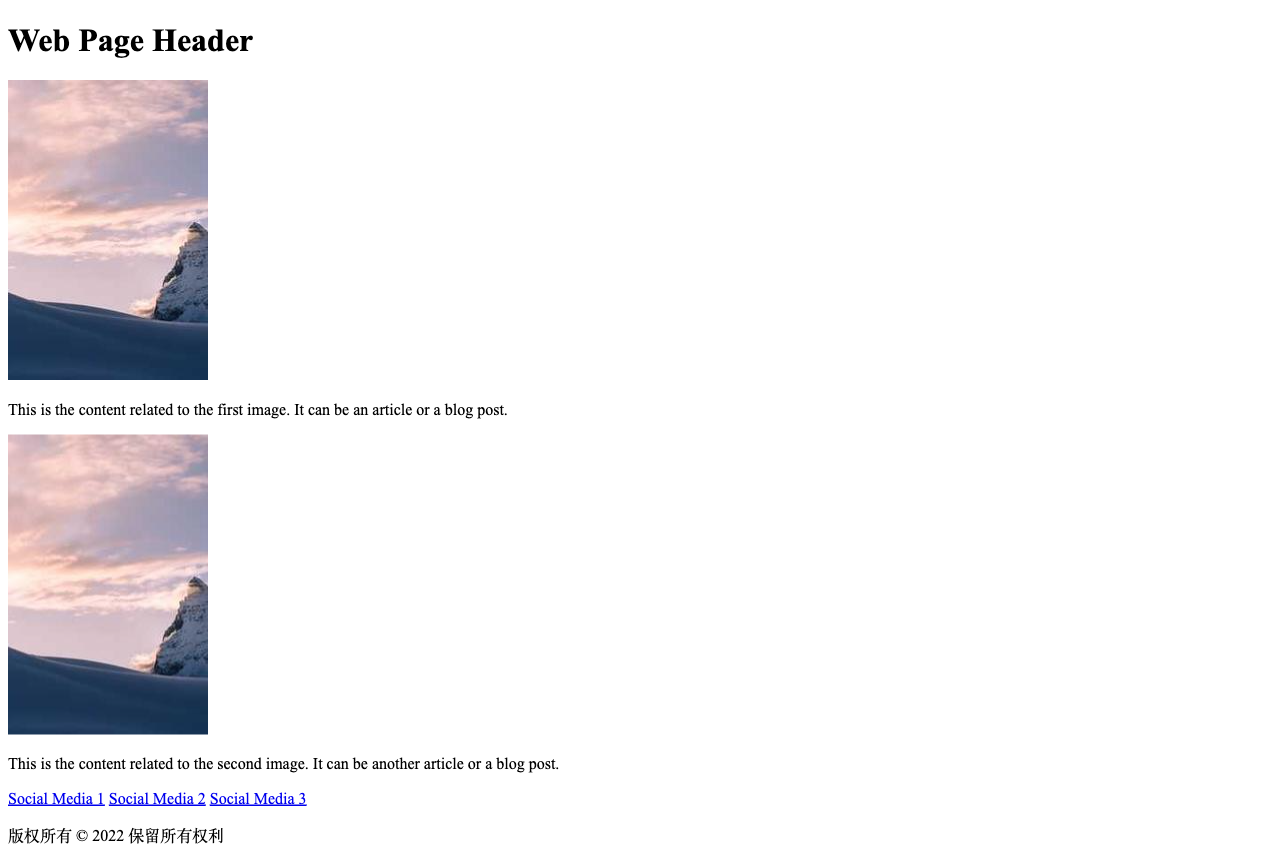 Web Page Header
This is the content related to the first image. It can be an article or a blog post.
This is the content related to the second image. It can be another article or a blog post.
Social Media 1 Social Media 2 Social Media 3
版权所有 © 2022 保留所有权利